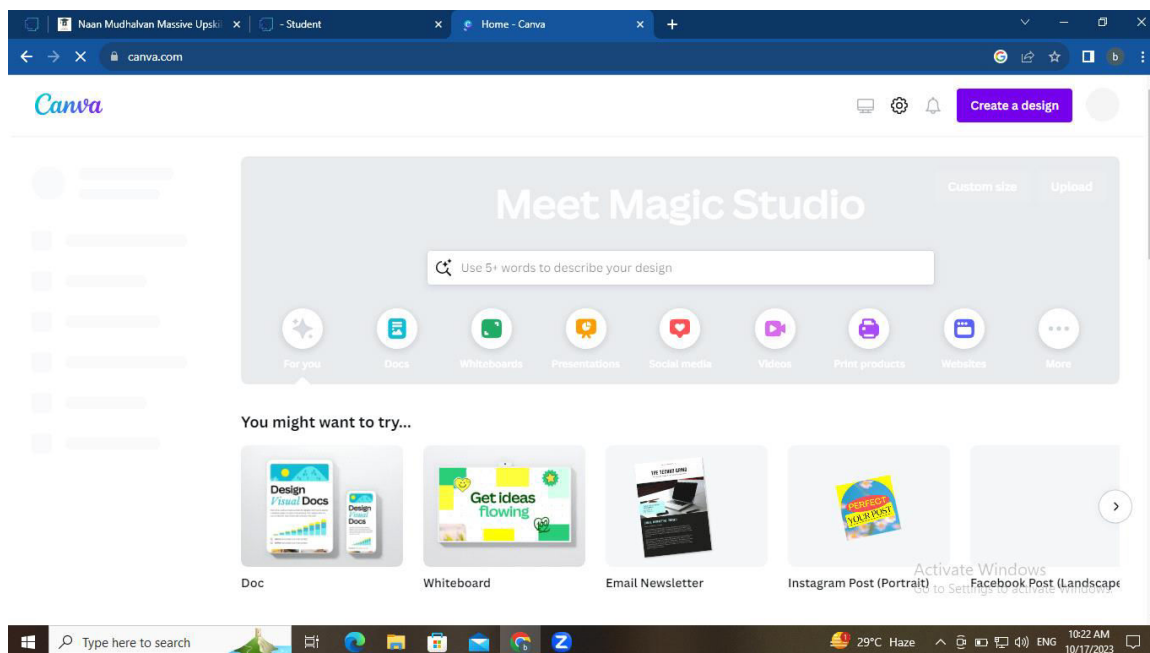 Naan Mudhalvan Massive Upskil
- Student
Home - Canva
canva.com
b
Canva
Create a design
Custom size
Upload
Meet Magic Studio
Use 5+ words to describe your design
For you
Docs
Whiteboards
Presentations
Social media
Videos
Print products
Websites
More
You might want to try...
Design
Visual Docs
Design
Visual
Docs
Get ideas
flowing
PERFECT
YOUR POST
Doc
Whiteboard
Email Newsletter
Instagram Post (Portrait)
Facebook Post (Landscape
Activate Windows
Go to Settings to activate Windows.
Type here to search
29°C Haze
ENG
10:22 AM
10/17/2023